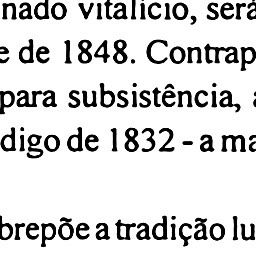 nado vitalício, será
e de 1848. Contrap
para subsistência,
digo de 1832 - a ma
brepõe a tradição lu